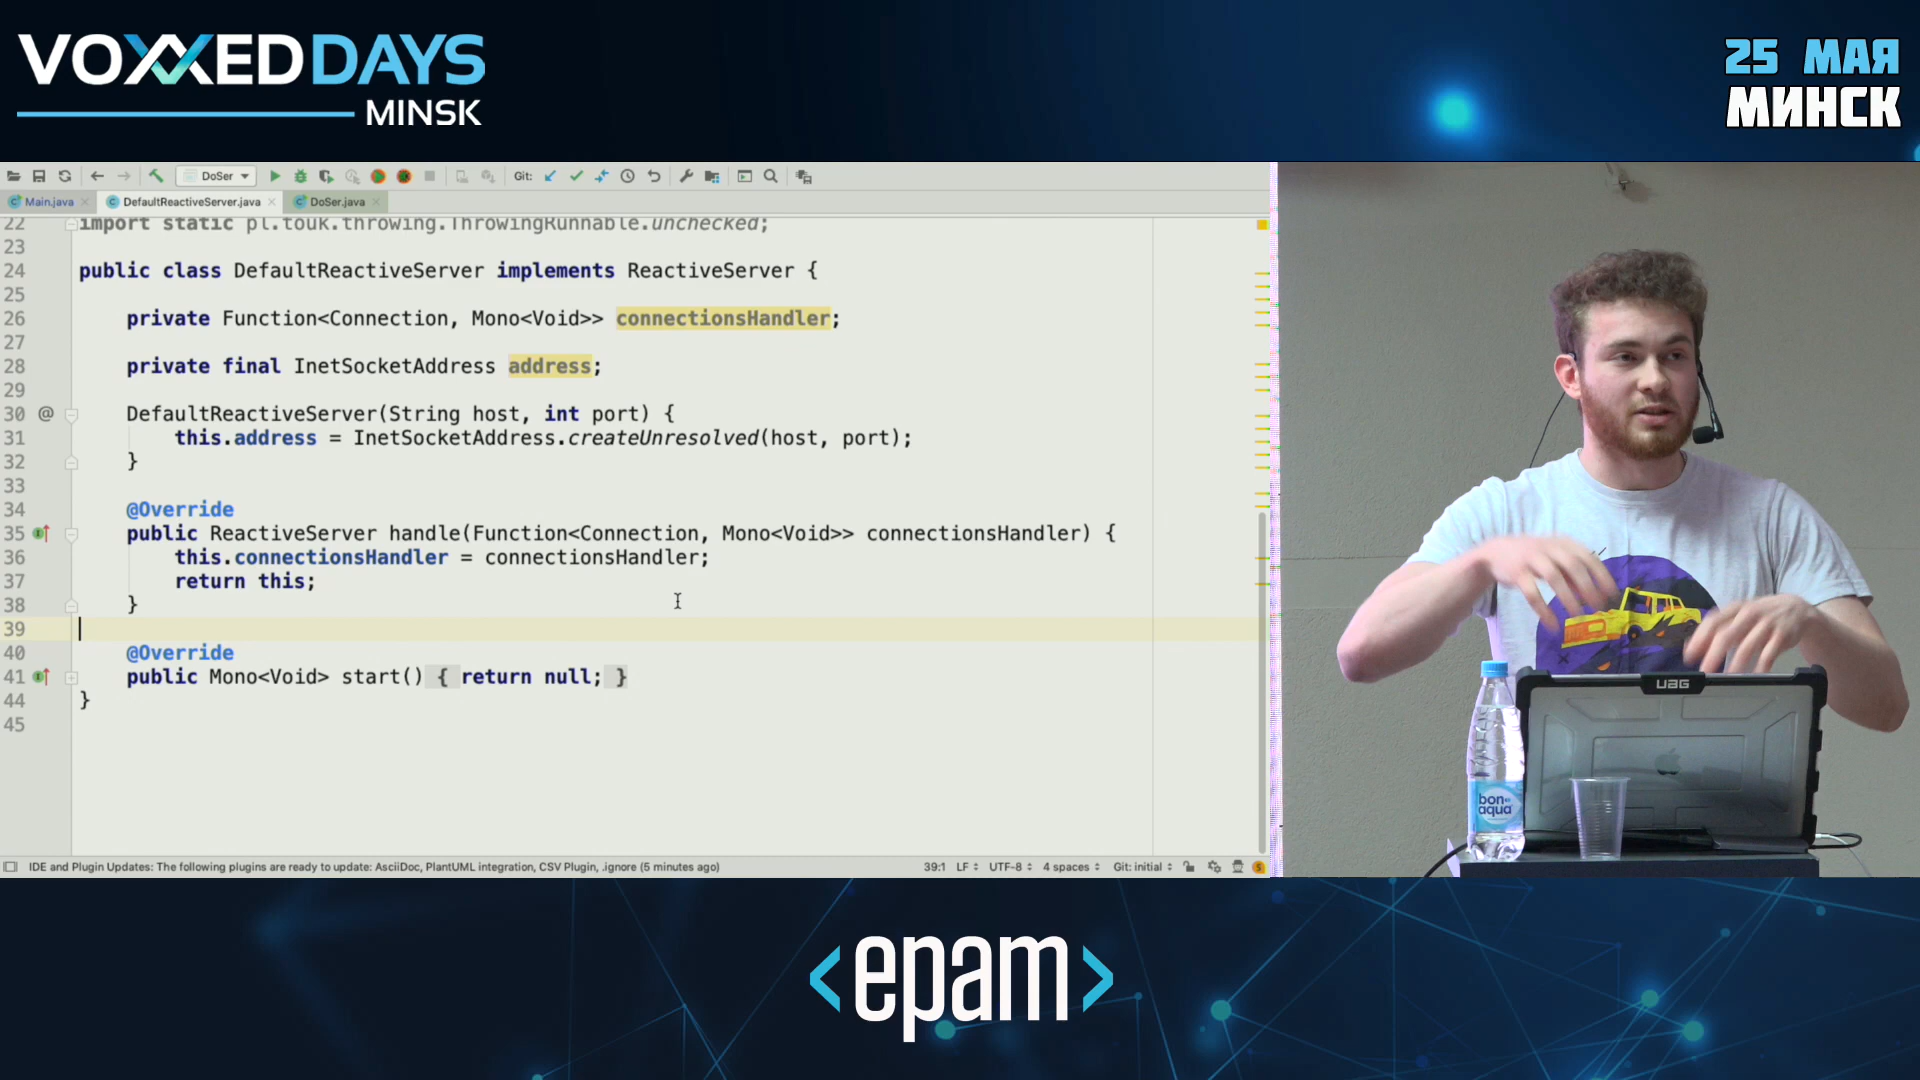 VOXXEDDAYS
MINSK
25 МАЯ
МИНСК
DoSer
Git:
Main.java
DefaultReactiveServer.java
DoSer.java
22 import static pl.touk.throwing.ThrowingRunnable.unchecked;
23
24 public class DefaultReactiveServer implements ReactiveServer {
25
26 private Function<Connection, Mono<Void>> connectionsHandler;
27
28 private final InetSocketAddress address;
29
30 @ DefaultReactiveServer(String host, int port) {
31 this.address = InetSocketAddress.createUnresolved(host, port);
32 }
33
34 @Override
35 public ReactiveServer handle(Function<Connection, Mono<Void>> connectionsHandler) {
36 this.connectionsHandler = connectionsHandler;
37 return this;
38 }
39
40 @Override
41 public Mono<Void> start() { return null; }
44 }
45
IDE and Plugin Updates: The following plugins are ready to update: AsciiDoc, PlantUML integration, CSV Plugin, .ignore (5 minutes ago)
39:1 LF UTF-8 4 spaces Git: initial
UAG
bon aqua
<epam>